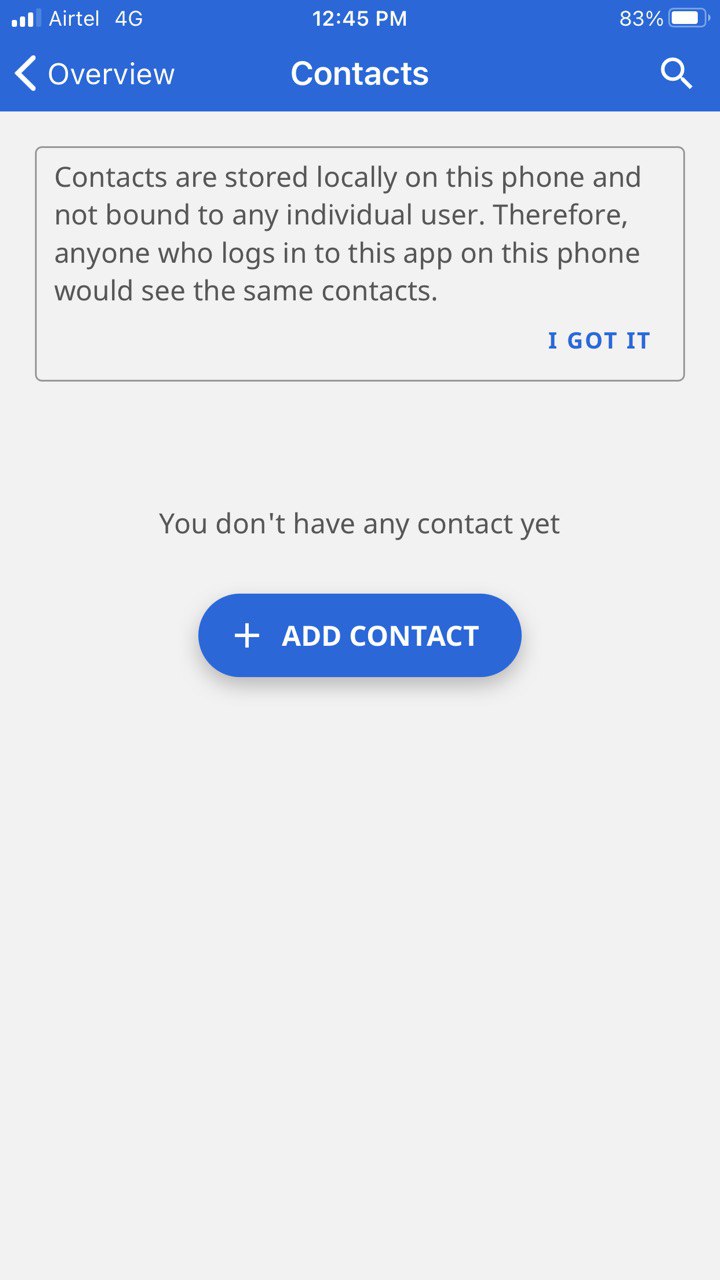 Airtel 4G 12:45 PM 83%
Overview Contacts
Contacts are stored locally on this phone and
not bound to any individual user. Therefore,
anyone who logs in to this app on this phone
would see the same contacts.
I GOT IT
You don't have any contact yet
+ ADD CONTACT